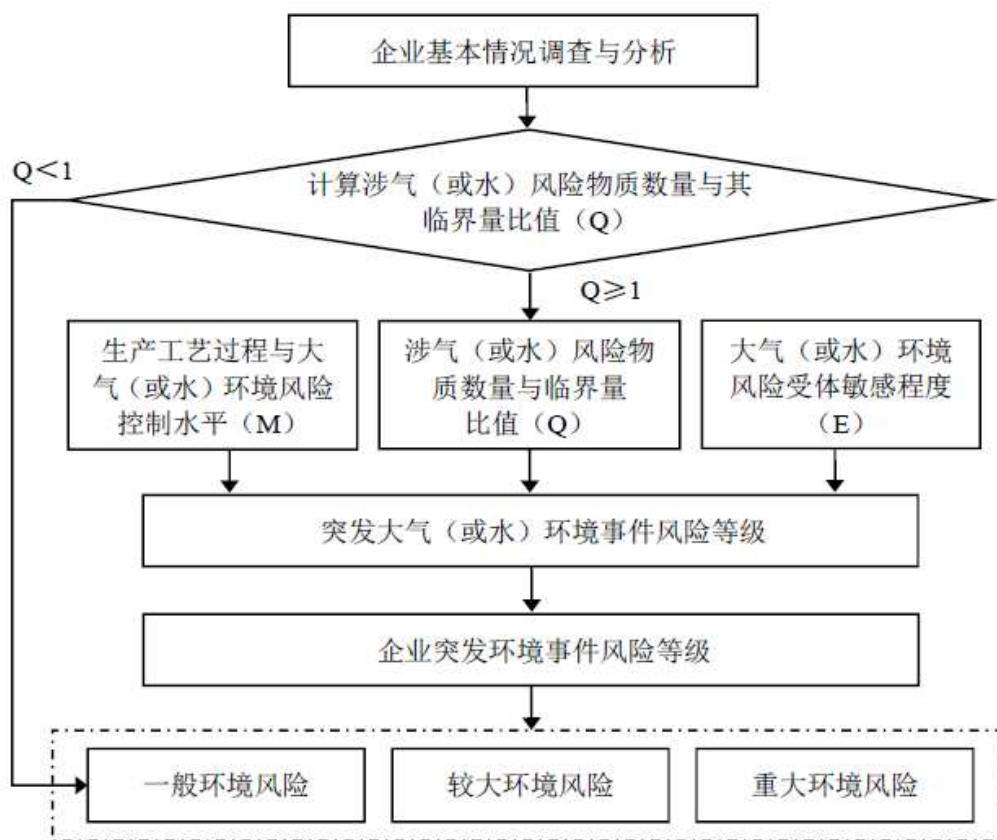 企业基本情况调查与分析
Q＜1
计算涉气（或水）风险物质数量与其
临界量比值（Q）
Q≥1
生产工艺过程与大
气（或水）环境风险
控制水平（M）
涉气（或水）风险物
质数量与临界量
比值（Q）
大气（或水）环境
风险受体敏感程度
（E）
突发大气（或水）环境事件风险等级
企业突发环境事件风险等级
一般环境风险
较大环境风险
重大环境风险